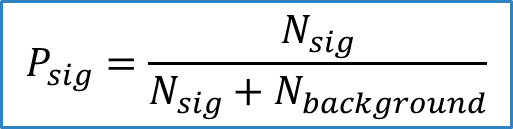 P_sig = N_sig / (N_sig + N_background)